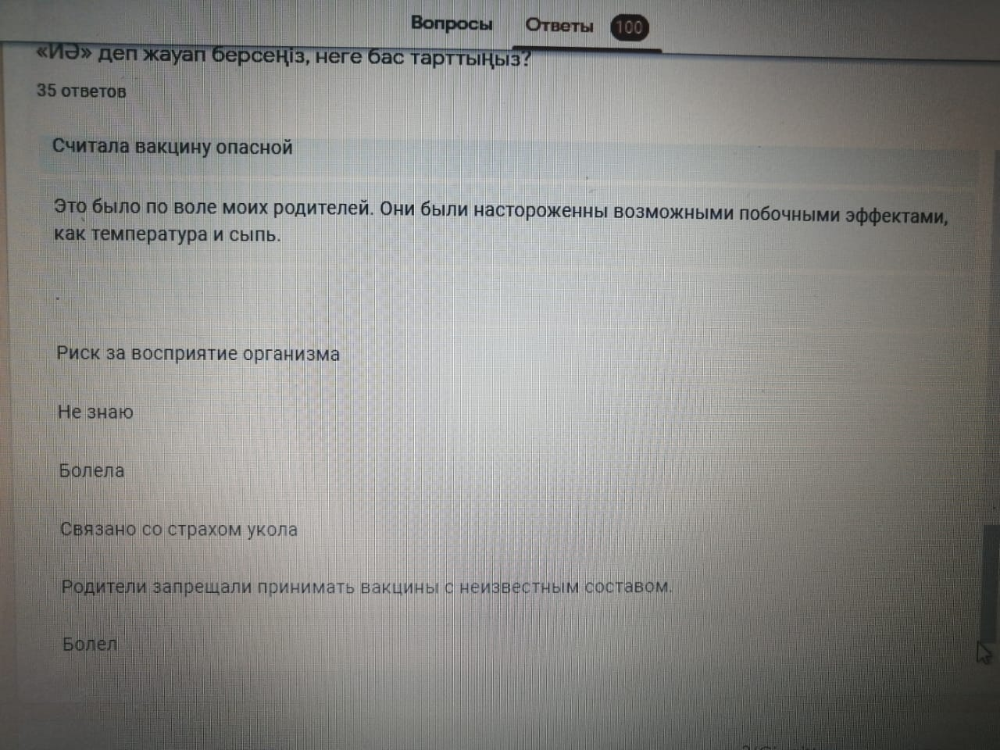 Вопросы Ответы 100
«ИӘ» деп жауап берсеңіз, неге бас тарттыңыз?
35 ответов
Считала вакцину опасной
Это было по воле моих родителей. Они были настороженны возможными побочными эффектами,
как температура и сыпь.
.
Риск за восприятие организма
Не знаю
Болела
Связано со страхом укола
Родители запрещали принимать вакцины с неизвестным составом.
Болел